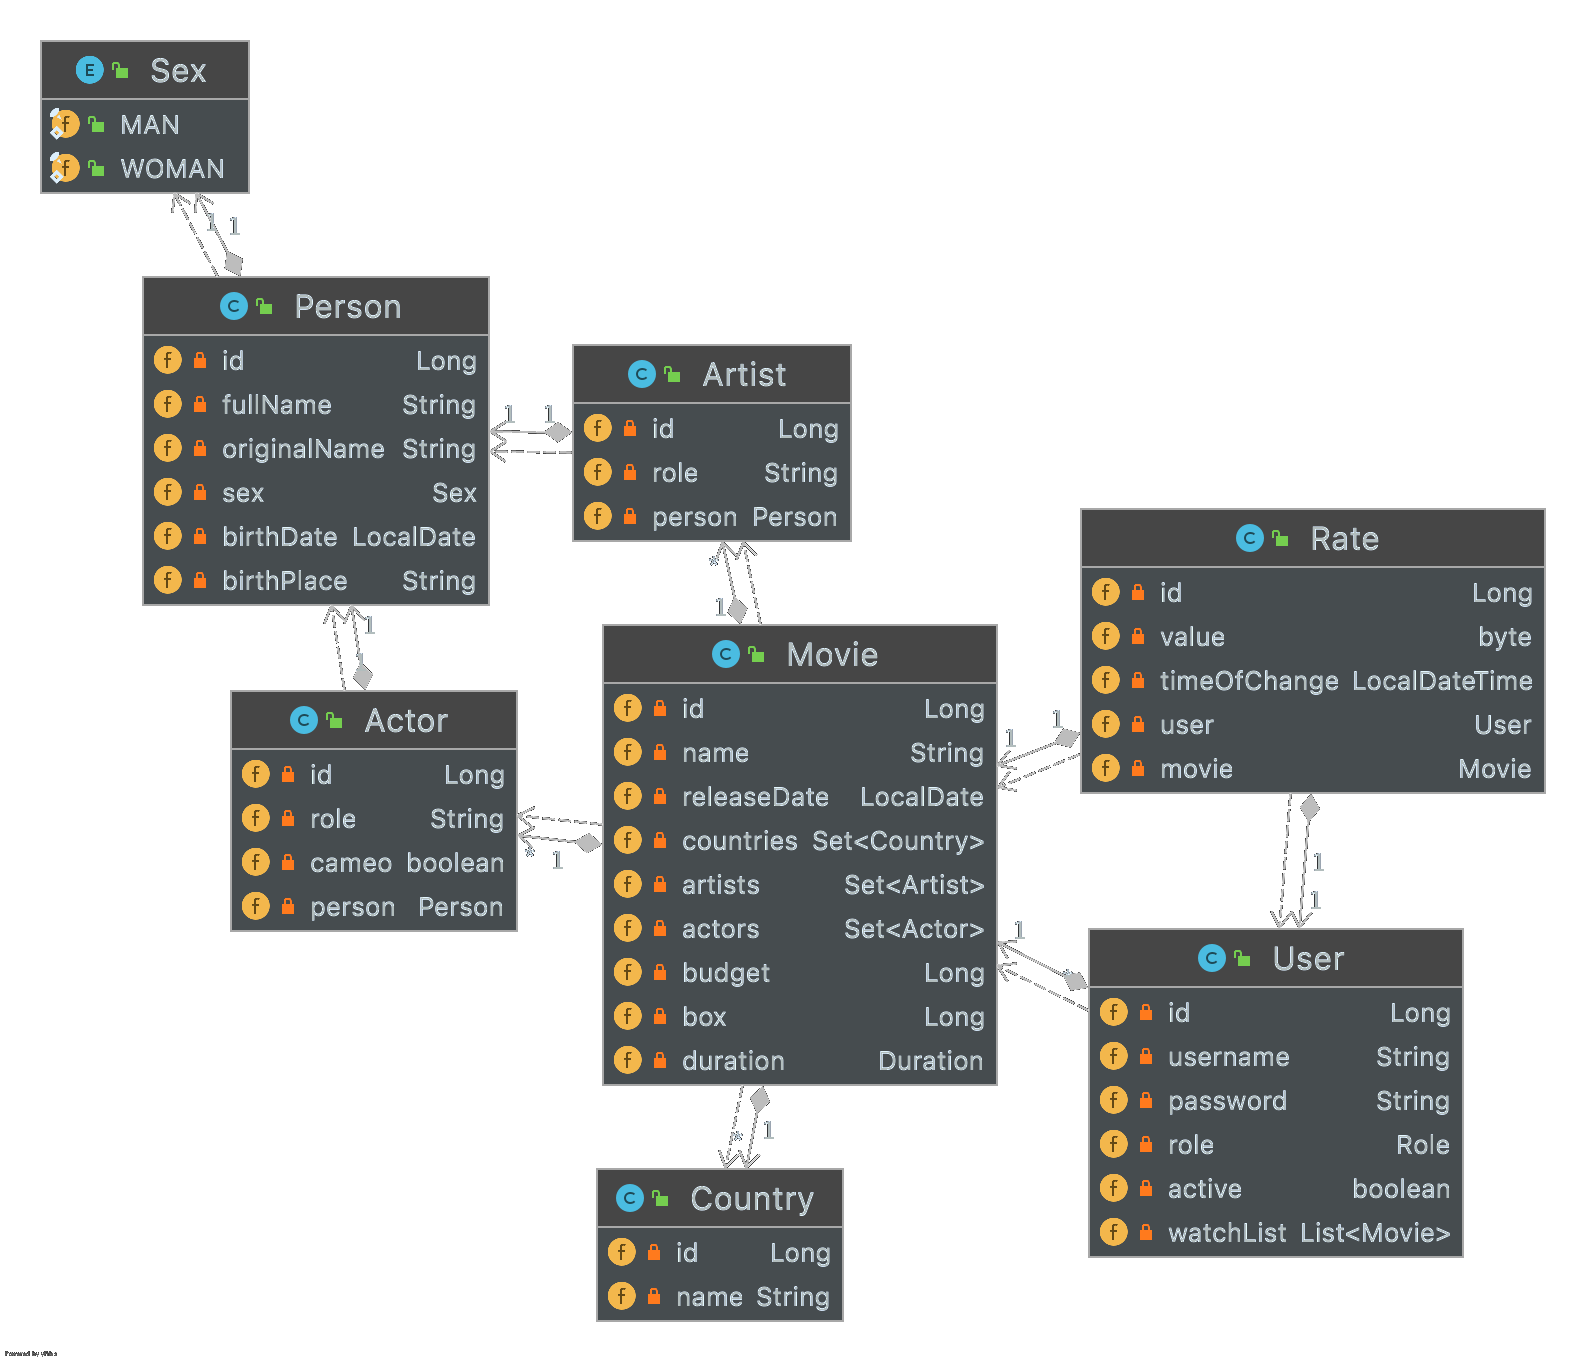 E Sex
f MAN
f WOMAN
1 1
C Person
f id Long
f fullName String
f originalName String
f sex Sex
f birthDate LocalDate
f birthPlace String
1 1
C Artist
f id Long
f role String
f person Person
*
1
1
C Actor
f id Long
f role String
f cameo boolean
f person Person
* 1
C Movie
f id Long
f name String
f releaseDate LocalDate
f countries Set<Country>
f artists Set<Artist>
f actors Set<Actor>
f budget Long
f box Long
f duration Duration
1 1
C Rate
f id Long
f value byte
f timeOfChange LocalDateTime
f user User
f movie Movie
1
1
1 *
C User
f id Long
f username String
f password String
f role Role
f active boolean
f watchList List<Movie>
* 1
C Country
f id Long
f name String
Powered by yFiles